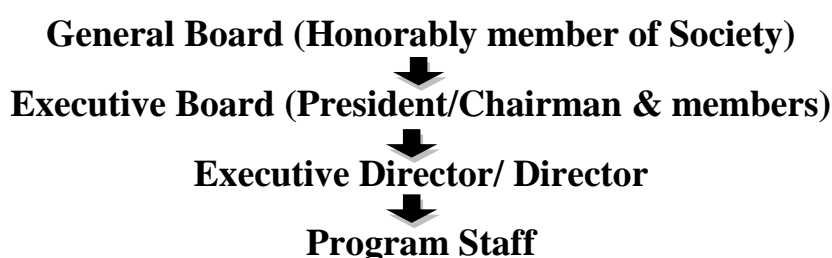 General Board (Honorably member of Society)
Executive Board (President/Chairman & members)
Executive Director/ Director
Program Staff